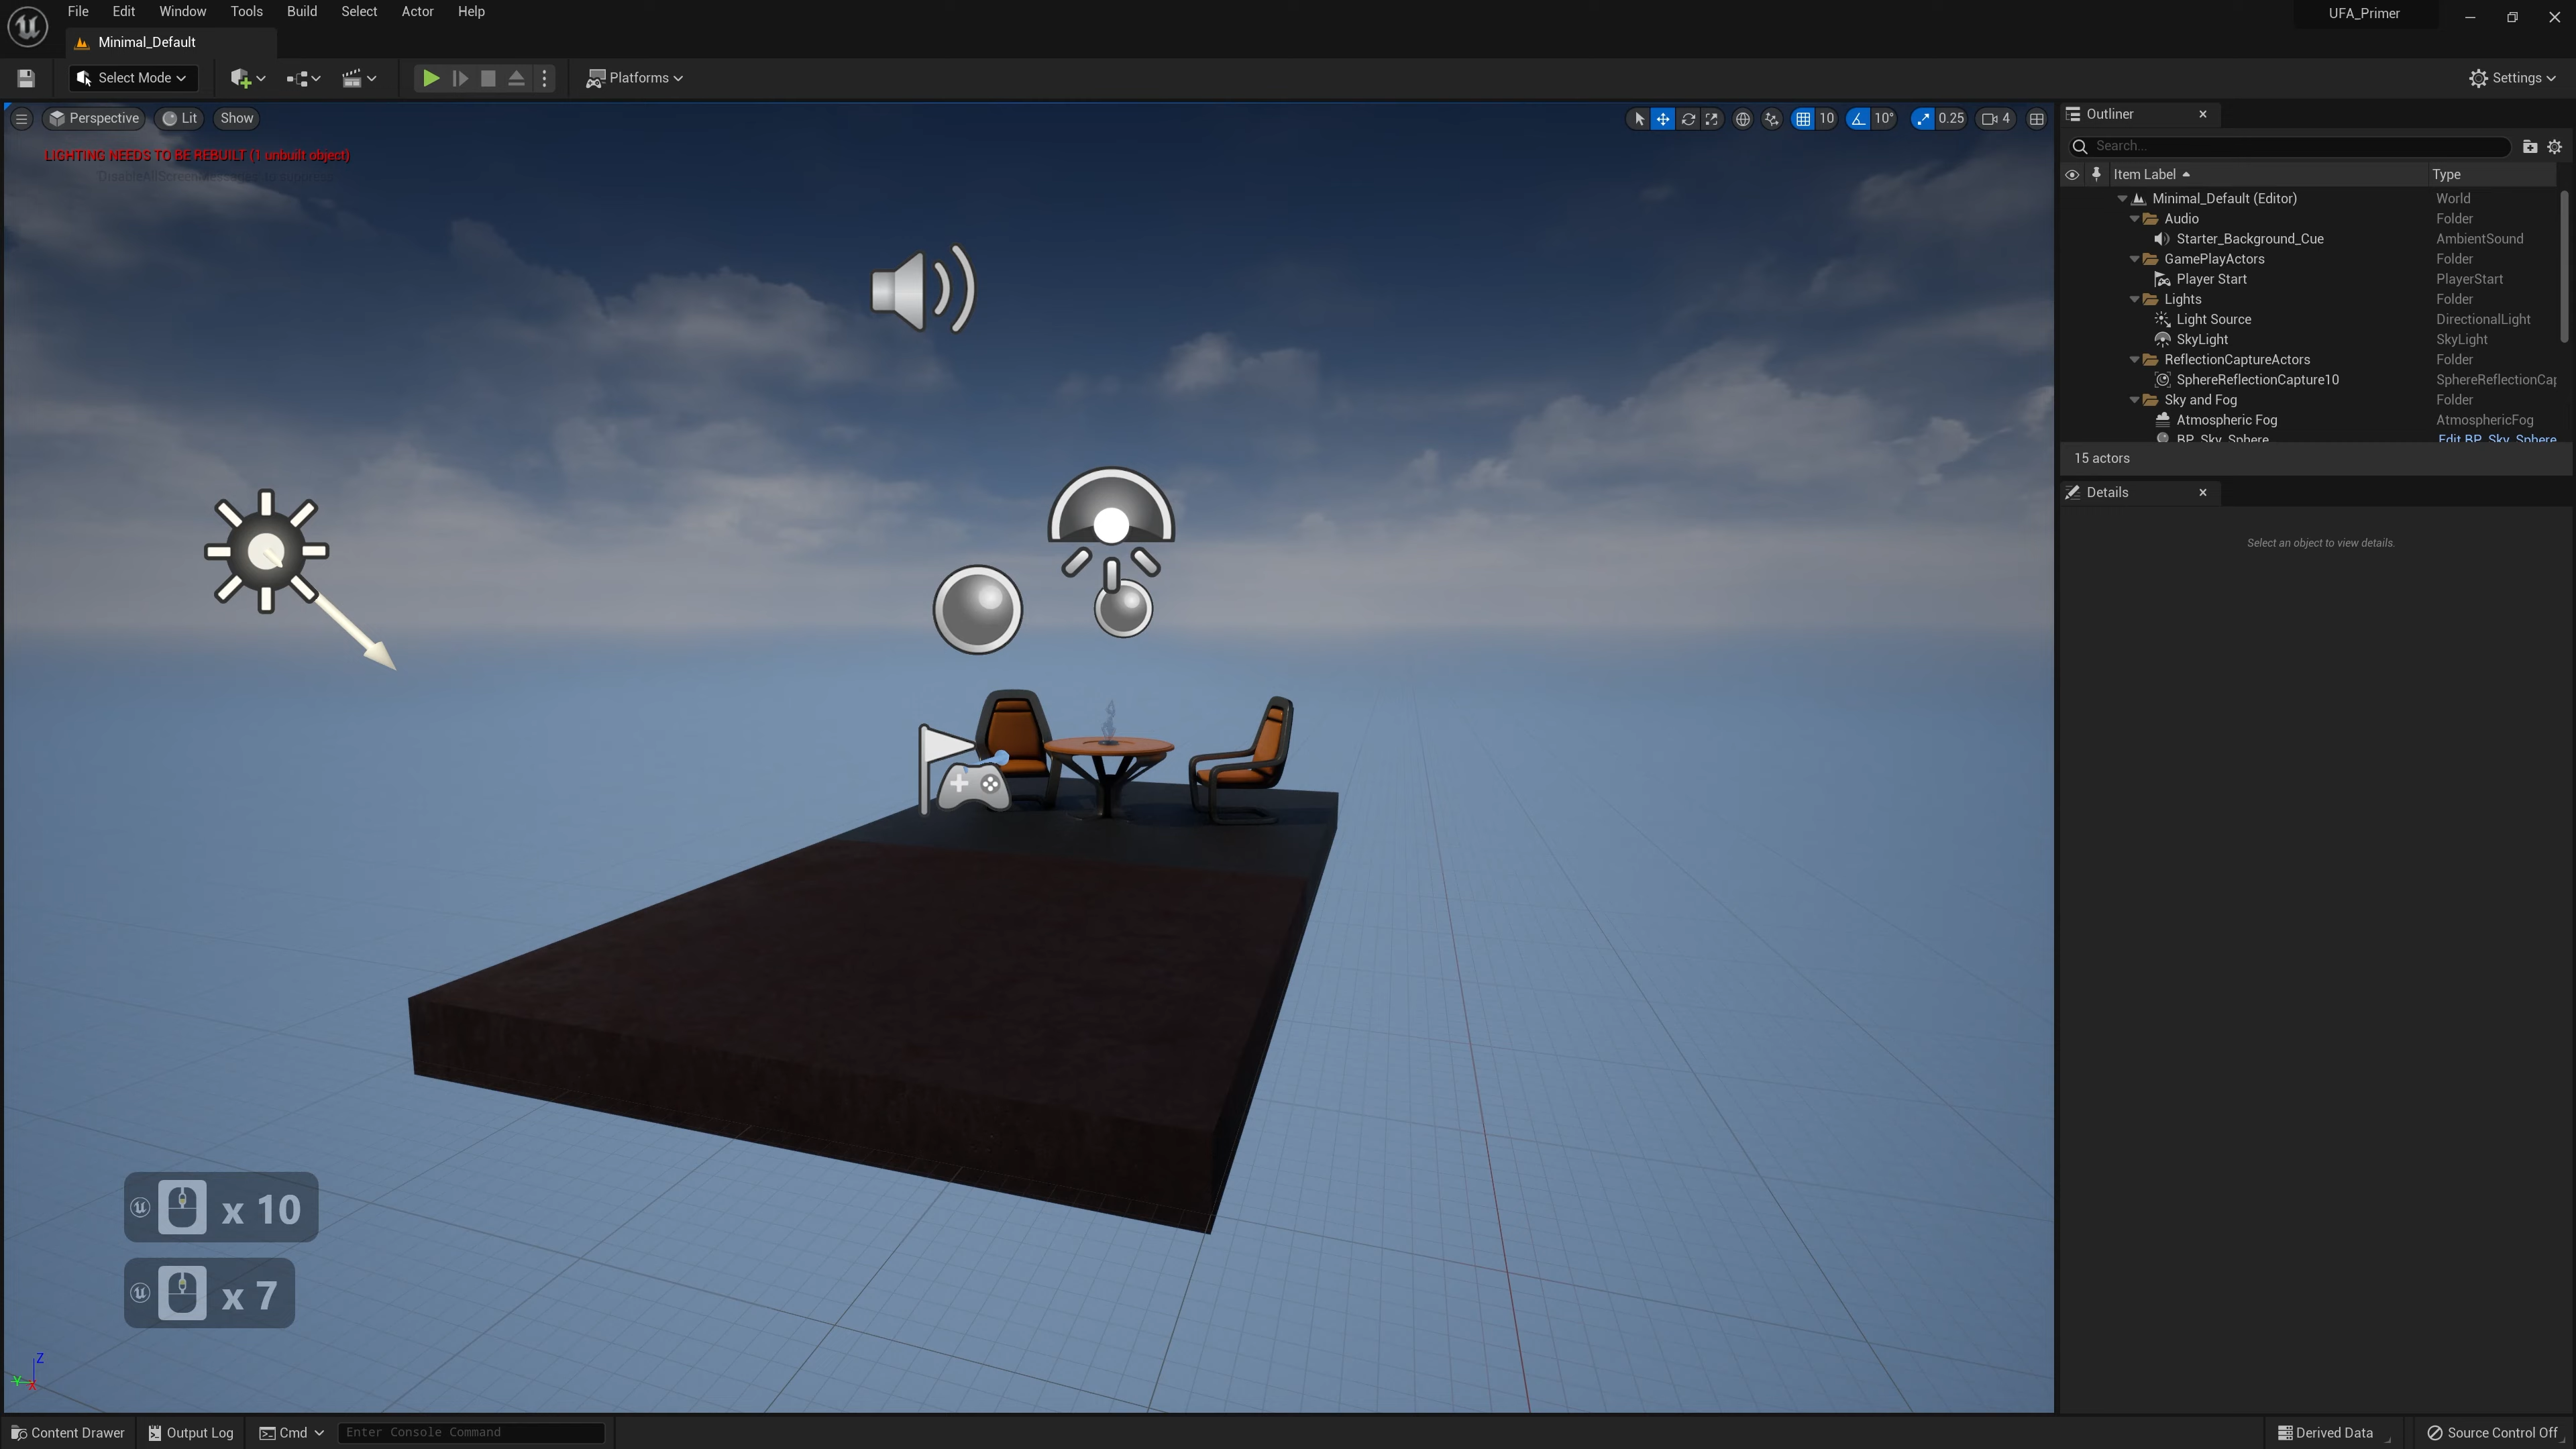 File Edit Window Tools Build Select Actor Help
UFA_Primer
Minimal_Default
Select Mode
Platforms
Settings
Perspective Lit Show
10 10° 0.25 4
LIGHTING NEEDS TO BE REBUILT (1 unbuilt object)
Outliner
Search...
Item Label Type
Minimal_Default (Editor) World
Audio Folder
Starter_Background_Cue AmbientSound
GamePlayActors Folder
Player Start PlayerStart
Lights Folder
Light Source DirectionalLight
SkyLight SkyLight
ReflectionCaptureActors Folder
SphereReflectionCapture10 SphereReflectionCap
Sky and Fog Folder
Atmospheric Fog AtmosphericFog
BP_Sky_Sphere Edit BP_Sky_Sphere
15 actors
Details
Select an object to view details.
x 10
x 7
Z
Y X
Content Drawer Output Log Cmd Enter Console Command
Derived Data Source Control Off